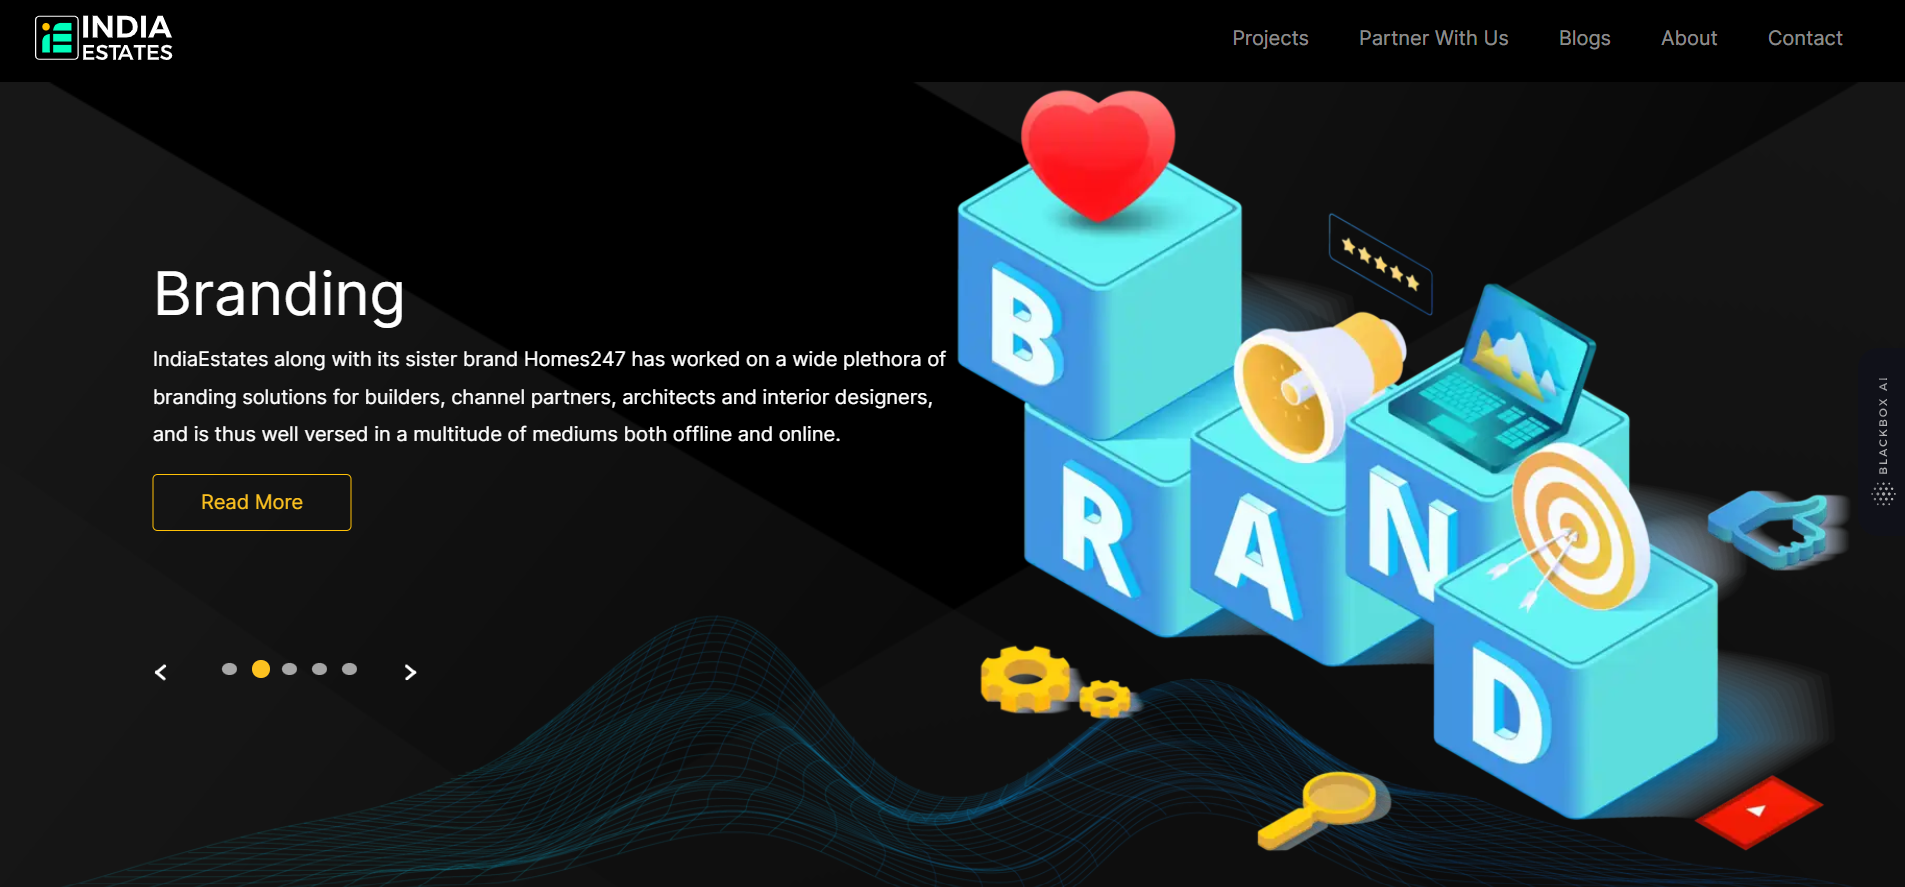 INDIA
ESTATES
Projects
Partner With Us
Blogs
About
Contact
Branding
IndiaEstates along with its sister brand Homes247 has worked on a wide plethora of
branding solutions for builders, channel partners, architects and interior designers,
and is thus well versed in a multitude of mediums both offline and online.
Read More
B
R
A
N
D
BLACKBOX AI